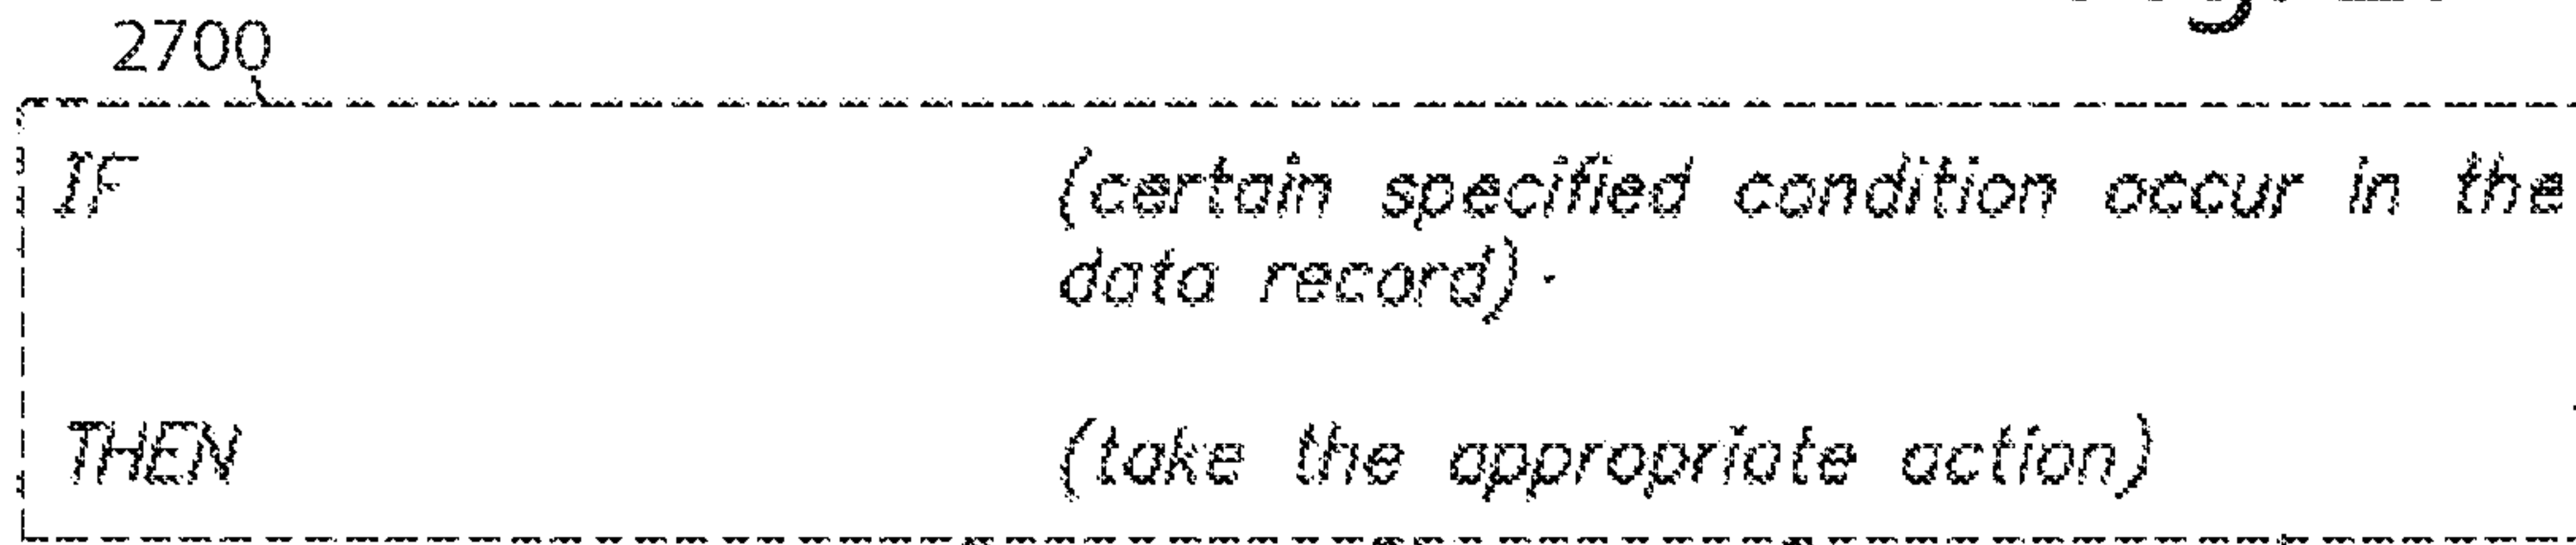 2700
IF (certain specified condition occur in the
data record)
THEN (take the appropriate action)